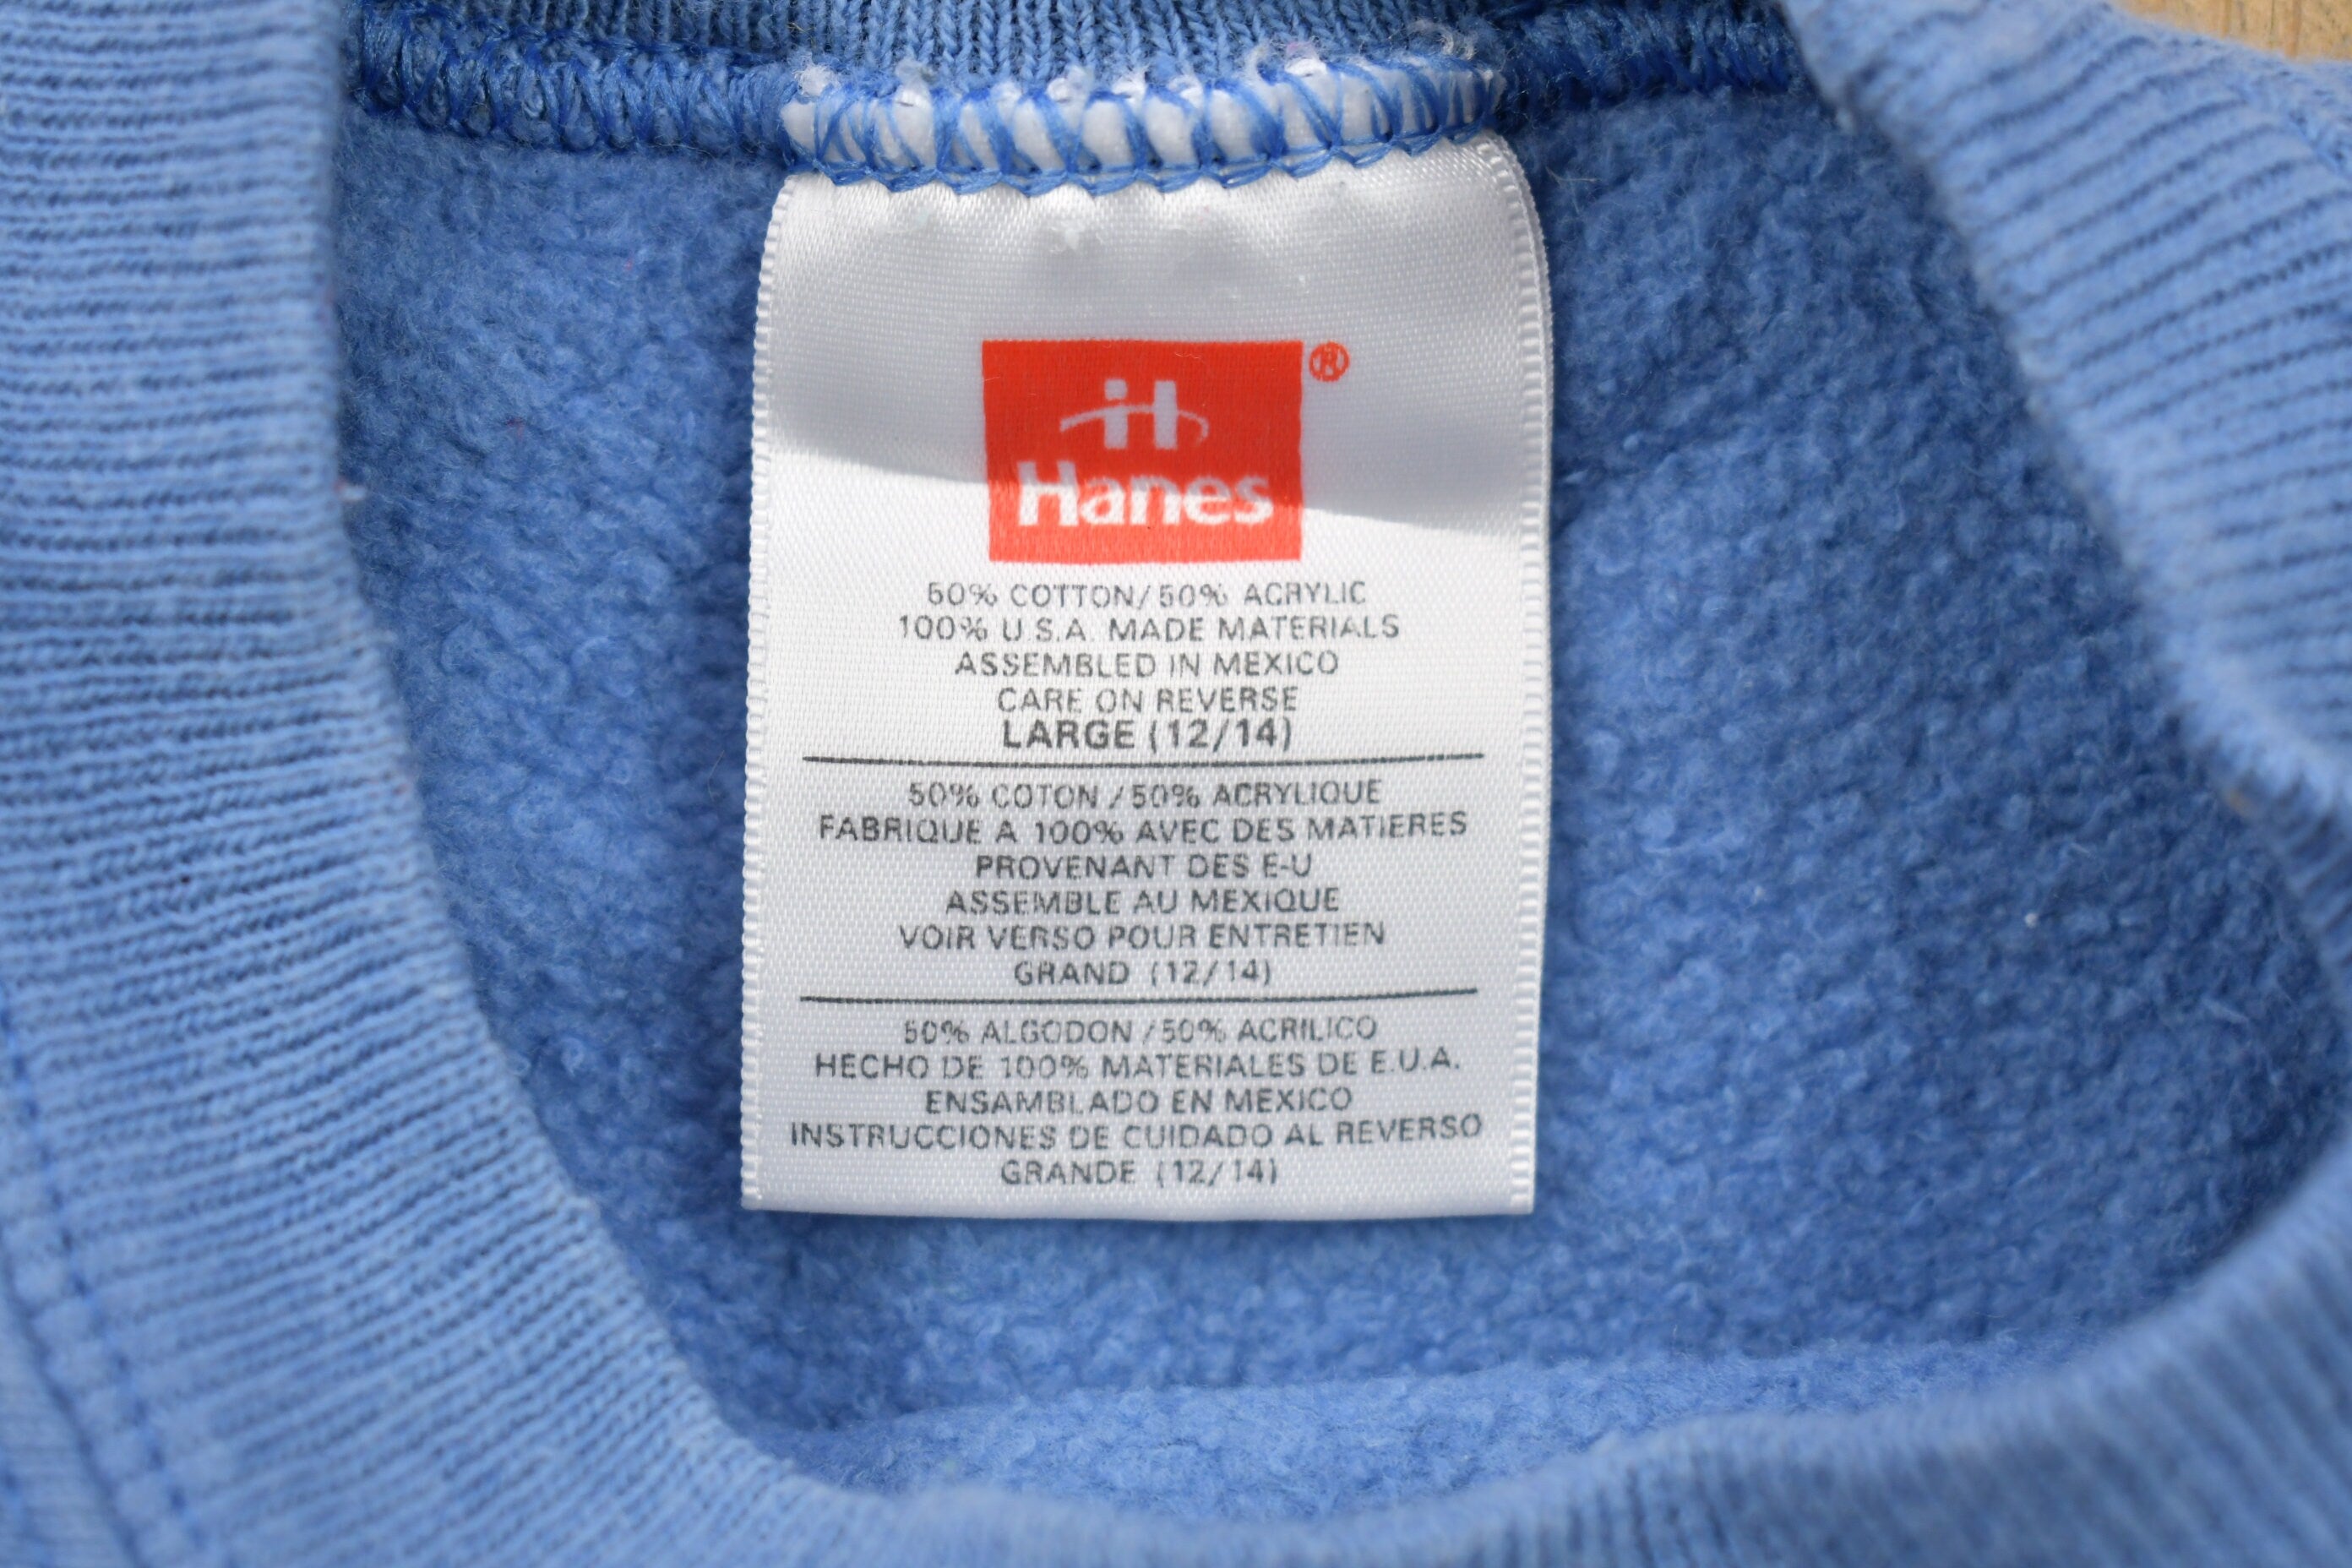 H
Hanes®
50% COTTON/50% ACRYLIC
100% U.S.A. MADE MATERIALS
ASSEMBLED IN MEXICO
CARE ON REVERSE
LARGE (12/14)
50% COTON / 50% ACRYLIQUE
FABRIQUE A 100% AVEC DES MATIERES
PROVENANT DES E-U
ASSEMBLE AU MEXIQUE
VOIR VERSO POUR ENTRETIEN
GRAND (12/14)
50% ALGODON / 50% ACRILICO
HECHO DE 100% MATERIALES DE E.U.A.
ENSAMBLADO EN MEXICO
INSTRUCCIONES DE CUIDADO AL REVERSO
GRANDE (12/14)